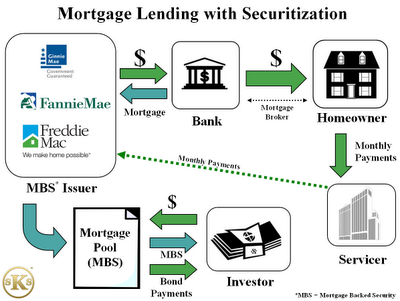 Mortgage Lending with Securitization
Ginnie
Mae
Government
Guaranteed
FannieMae
Freddie
Mac
We make home possible
MBS* Issuer
$
Mortgage
$
Bank
$
Mortgage
Broker
Homeowner
Monthly
Payments
Monthly Payments
Servicer
Mortgage
Pool
(MBS)
$
MBS
Bond
Payments
Investor
*MBS = Mortgage Backed Security
SKS